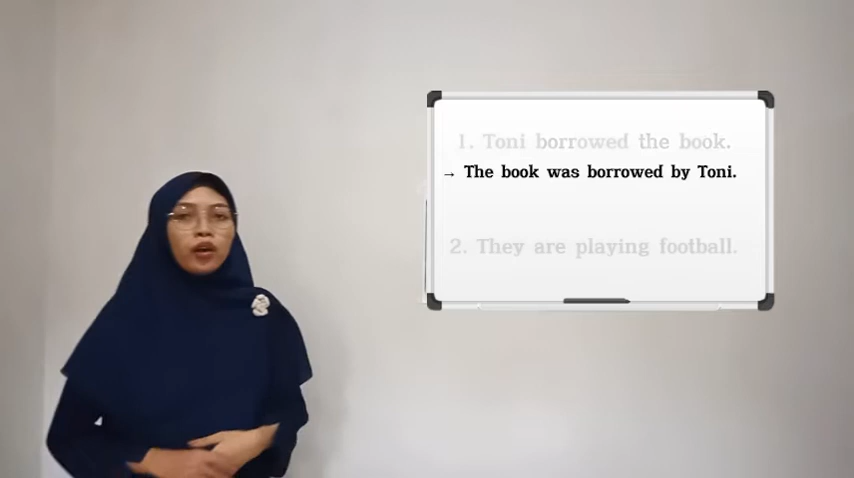 1. Toni borrowed the book.
→ The book was borrowed by Toni.
2. They are playing football.